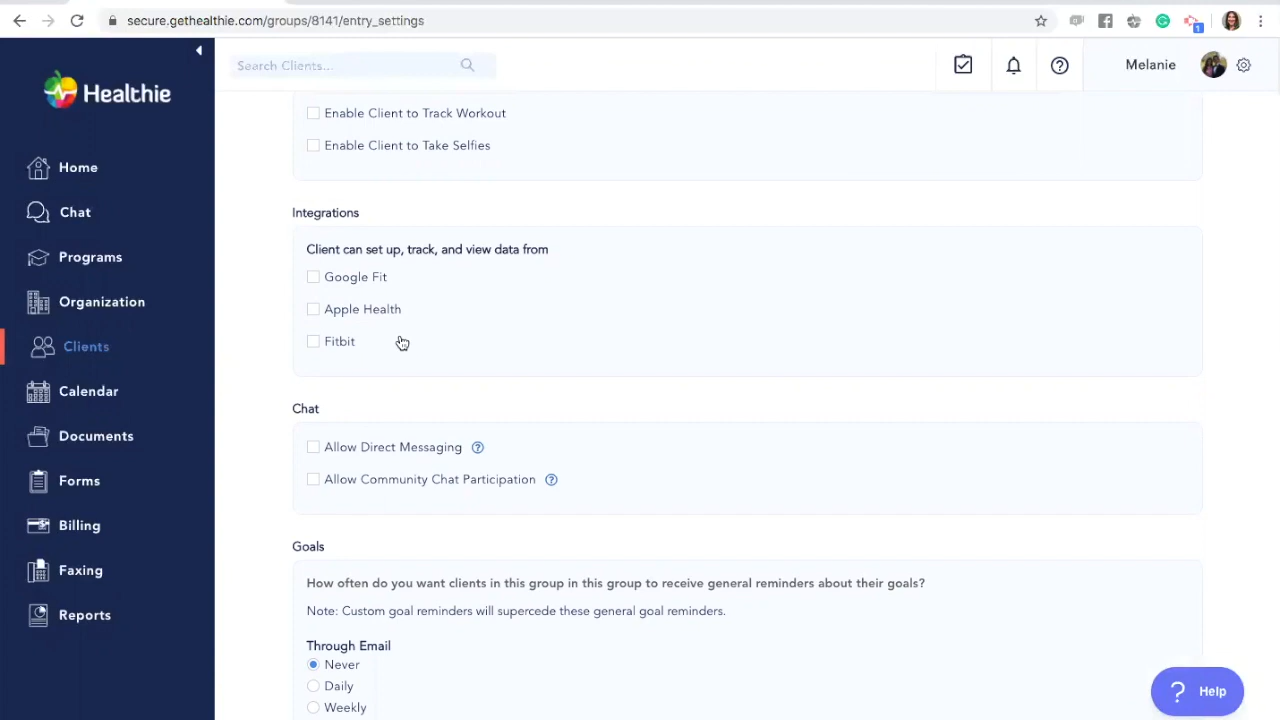 secure.gethealthie.com/groups/8141/entry_settings
1
Healthie
Search Clients...
Melanie
Home
Chat
Programs
Organization
Clients
Calendar
Documents
Forms
Billing
Faxing
Reports
Enable Client to Track Workout
Enable Client to Take Selfies
Integrations
Client can set up, track, and view data from
Google Fit
Apple Health
Fitbit
Chat
Allow Direct Messaging ?
Allow Community Chat Participation ?
Goals
How often do you want clients in this group in this group to receive general reminders about their goals?
Note: Custom goal reminders will supercede these general goal reminders.
Through Email
Never
Daily
Weekly
? Help